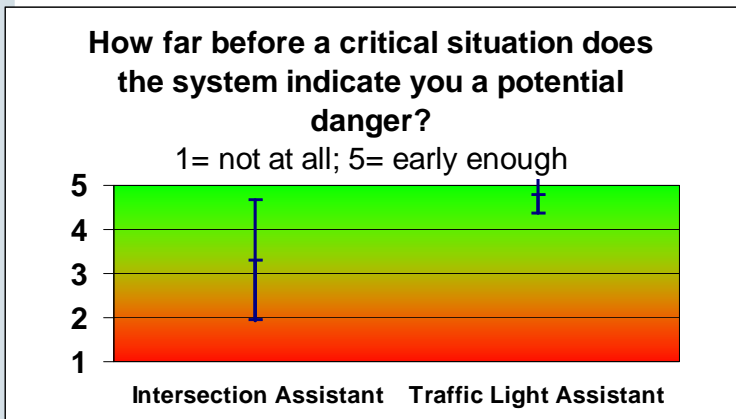 How far before a critical situation does
the system indicate you a potential
danger?
1= not at all; 5= early enough
5
4
3
2
1
Intersection Assistant Traffic Light Assistant